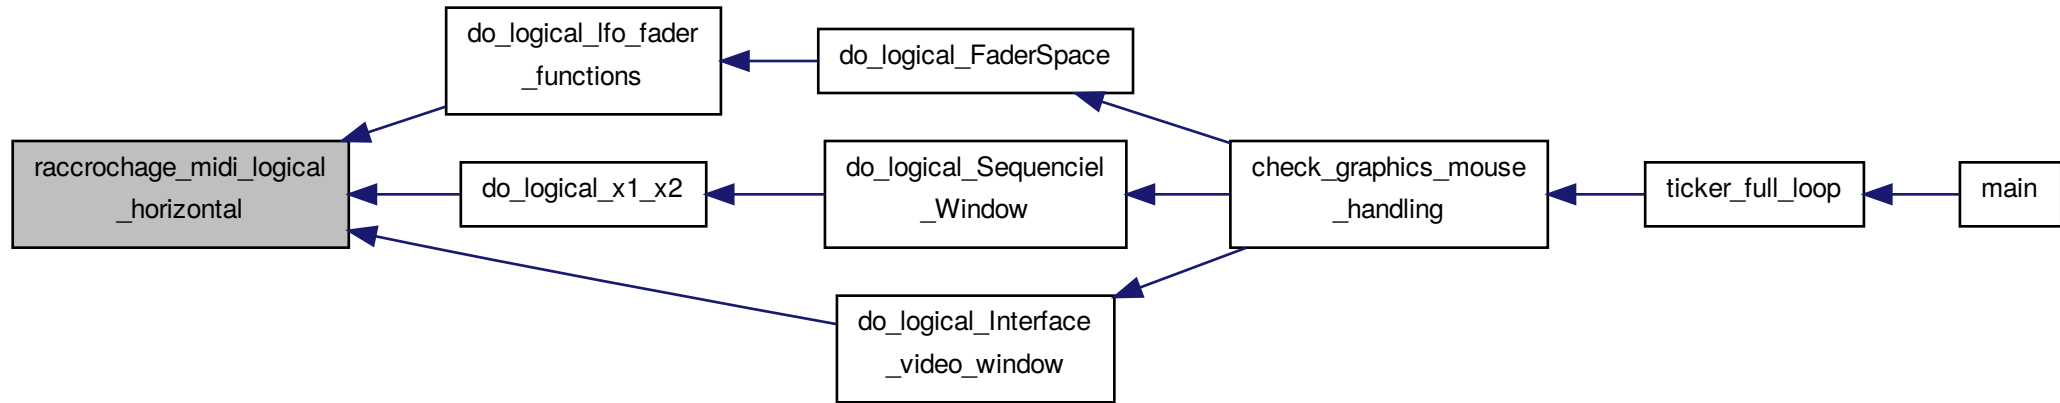 raccrochage_midi_logical
_horizontal
do_logical_lfo_fader
_functions
do_logical_FaderSpace
do_logical_x1_x2
do_logical_Sequenciel
_Window
do_logical_Interface
_video_window
check_graphics_mouse
_handling
ticker_full_loop
main